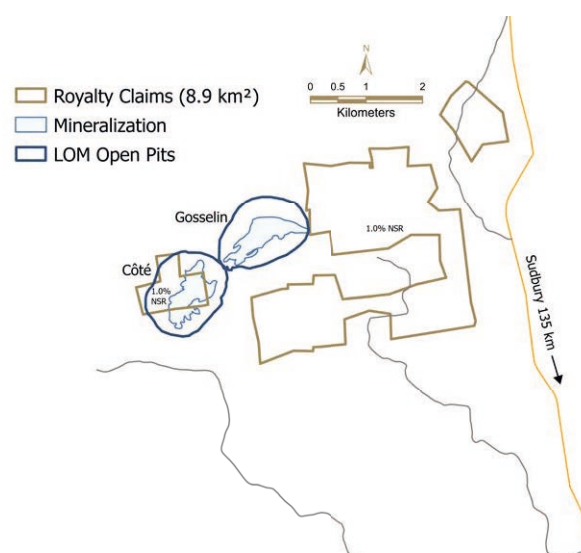 N
0 0.5 1 2
Kilometers
Royalty Claims (8.9 km²)
Mineralization
LOM Open Pits
Gosselin
1.0% NSR
Côté
1.0%
NSR
Sudbury 135 km